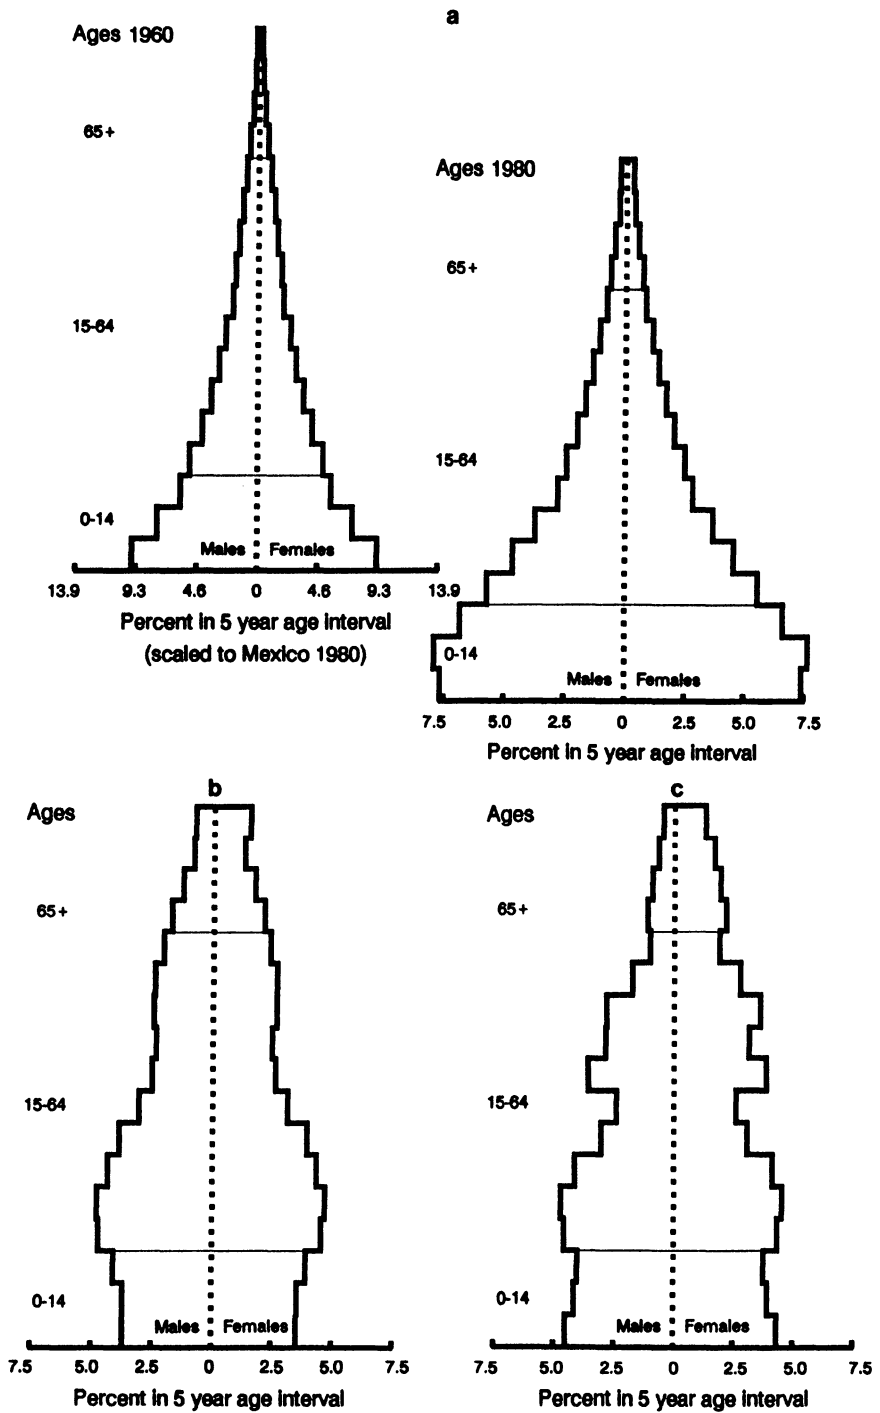 a
Ages 1960
65+
15-64
0-14
Males Females
13.9 9.3 4.6 0 4.6 9.3 13.9
Percent in 5 year age interval
(scaled to Mexico 1980)
Ages 1980
65+
15-64
0-14
Males Females
7.5 5.0 2.5 0 2.5 5.0 7.5
Percent in 5 year age interval
b
Ages
65+
15-64
0-14
Males Females
7.5 5.0 2.5 0 2.5 5.0 7.5
Percent in 5 year age interval
c
Ages
65+
15-64
0-14
Males Females
7.5 5.0 2.5 0 2.5 5.0 7.5
Percent in 5 year age interval